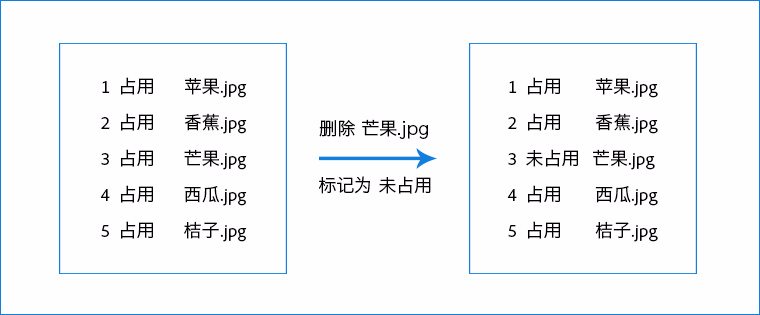 1 占用 苹果.jpg
2 占用 香蕉.jpg
3 占用 芒果.jpg
4 占用 西瓜.jpg
5 占用 桔子.jpg
删除 芒果.jpg
标记为 未占用
1 占用 苹果.jpg
2 占用 香蕉.jpg
3 未占用 芒果.jpg
4 占用 西瓜.jpg
5 占用 桔子.jpg